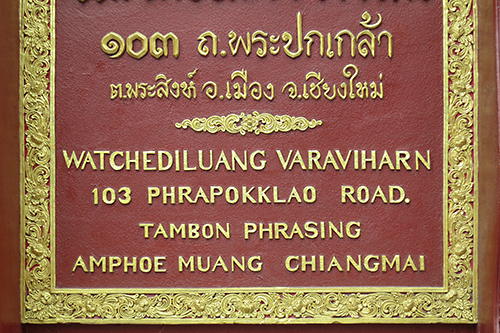 ๑๐๓ ถ.พระปกเกล้า
ต.พระสิงห์ อ.เมือง จ.เชียงใหม่
WATCHEDILUANG VARAVIHARN
103 PHRAPOKKLAO ROAD.
TAMBON PHRASING
AMPHOE MUANG CHIANGMAI